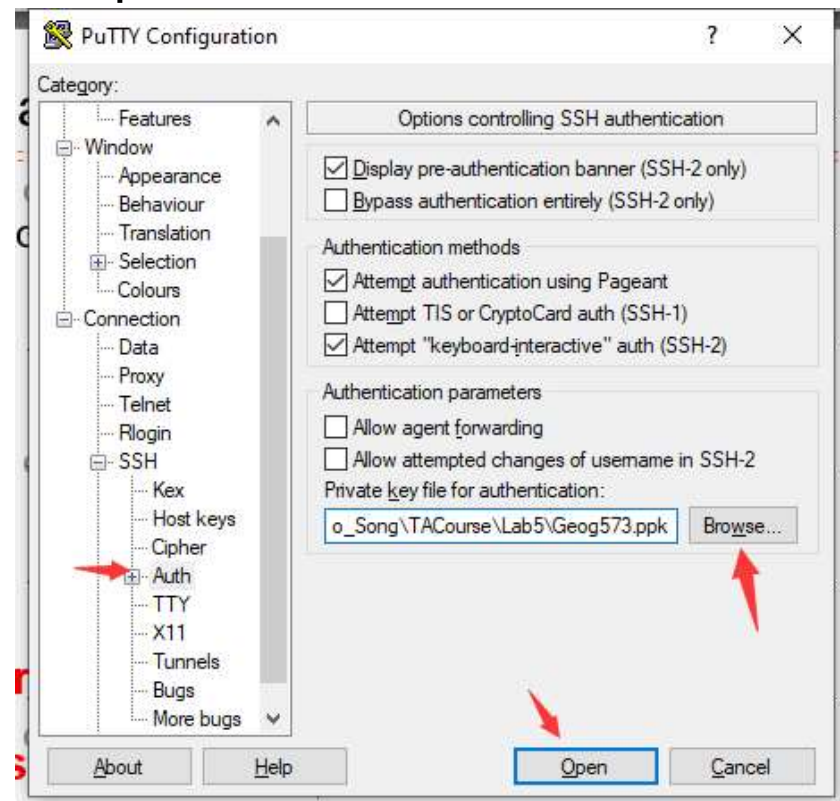 PuTTY Configuration
?
Category:
Features
Window
Appearance
Behaviour
Translation
Selection
Colours
Connection
Data
Proxy
Telnet
Rlogin
SSH
Kex
Host keys
Cipher
Auth
TTY
X11
Tunnels
Bugs
More bugs
Options controlling SSH authentication
Display pre-authentication banner (SSH-2 only)
Bypass authentication entirely (SSH-2 only)
Authentication methods
Attempt authentication using Pageant
Attempt TIS or CryptoCard auth (SSH-1)
Attempt "keyboard-interactive" auth (SSH-2)
Authentication parameters
Allow agent forwarding
Allow attempted changes of username in SSH-2
Private key file for authentication:
o_Song\TACourse\Lab5\Geog573.ppk
Browse...
About
Help
Open
Cancel